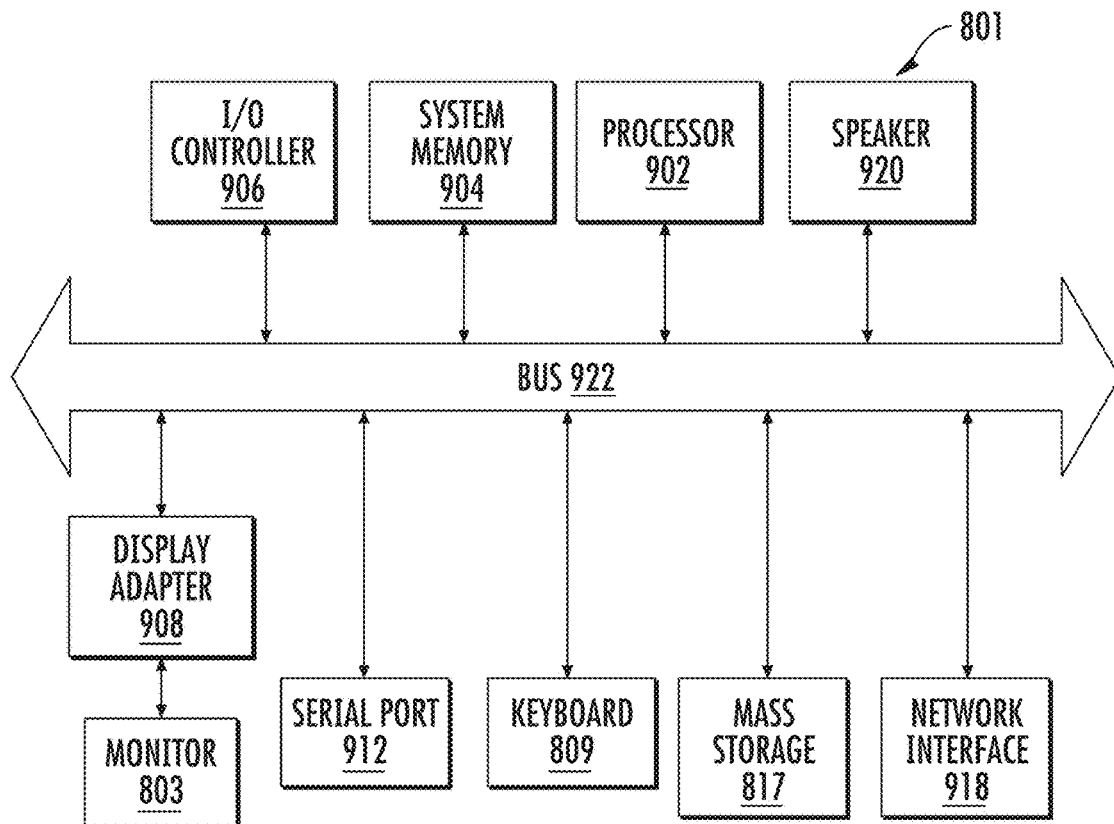 801
I/O
CONTROLLER
906
SYSTEM
MEMORY
904
PROCESSOR
902
SPEAKER
920
BUS 922
DISPLAY
ADAPTER
908
MONITOR
803
SERIAL PORT
912
KEYBOARD
809
MASS
STORAGE
817
NETWORK
INTERFACE
918